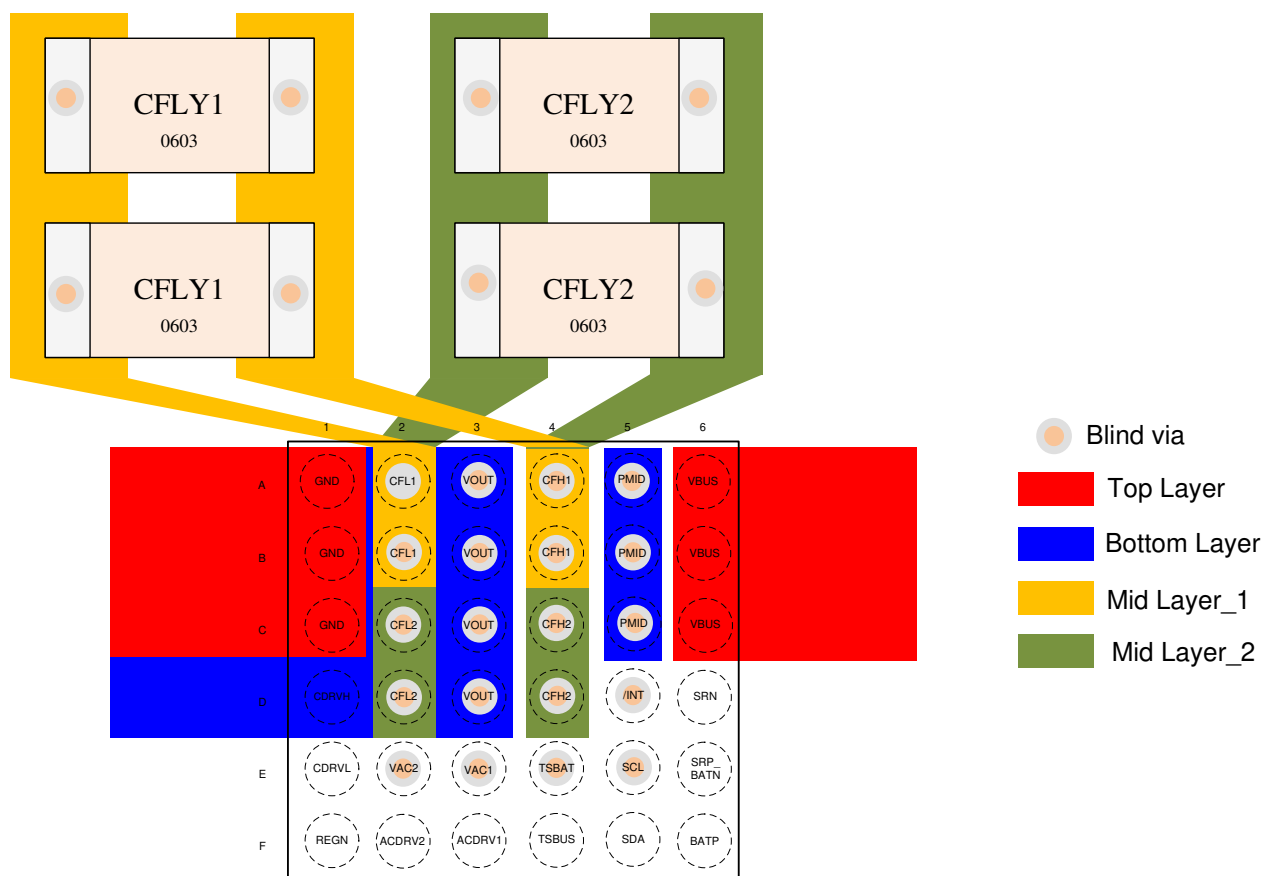 CFLY1
0603
CFLY2
0603
CFLY1
0603
CFLY2
0603
1 2 3 4 5 6
A GND CFL1 VOUT CFH1 PMID VBUS
B GND CFL1 VOUT CFH1 PMID VBUS
C GND CFL2 VOUT CFH2 PMID VBUS
D CDRVH CFL2 VOUT CFH2 /INT SRN
E CDRVL VAC2 VAC1 TSBAT SCL SRP_
BATN
F REGN ACDRV2 ACDRV1 TSBUS SDA BATP
Blind via
Top Layer
Bottom Layer
Mid Layer_1
Mid Layer_2